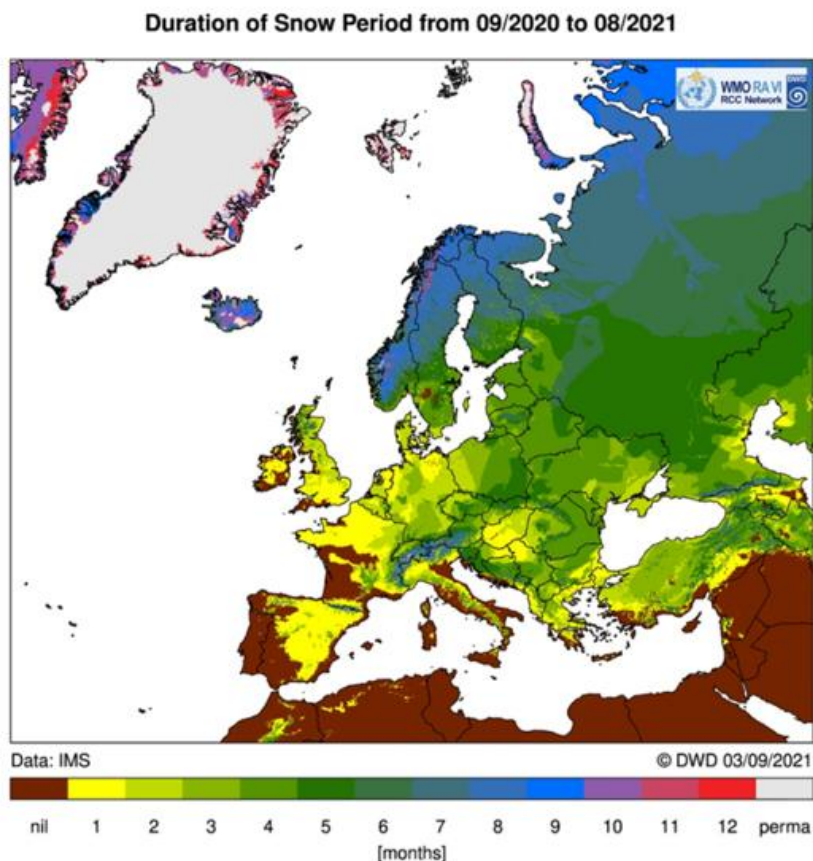 Duration of Snow Period from 09/2020 to 08/2021
WMO RA VI
RCC Network
DWD
Data: IMS
© DWD 03/09/2021
nil 1 2 3 4 5 6 7 8 9 10 11 12 perma
[months]